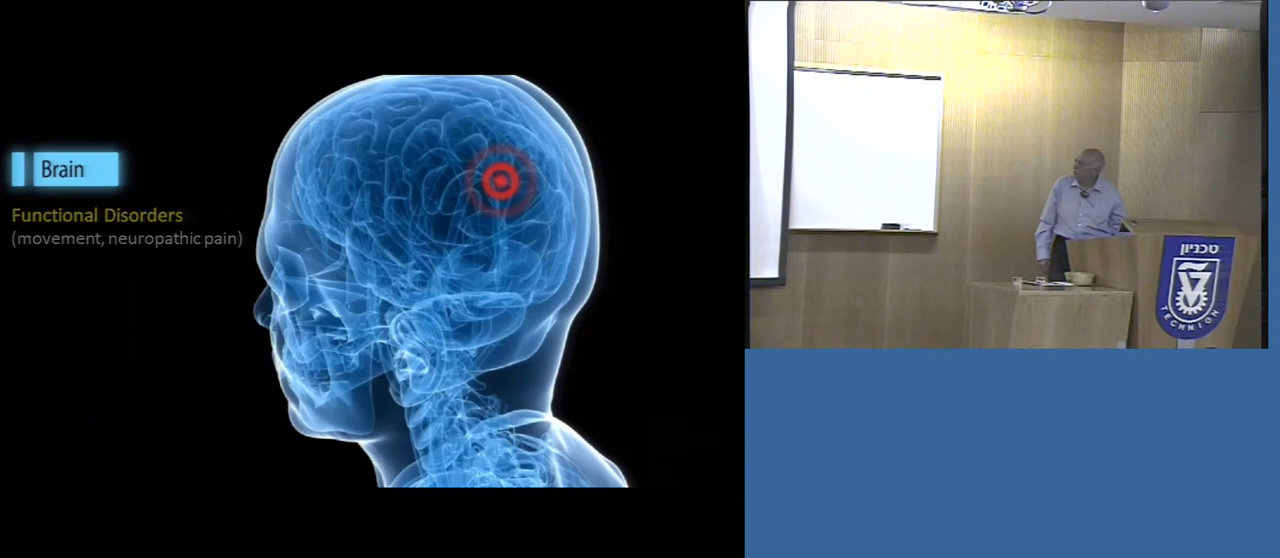 Brain
Functional Disorders
(movement, neuropathic pain)
טכניון
TECHNION